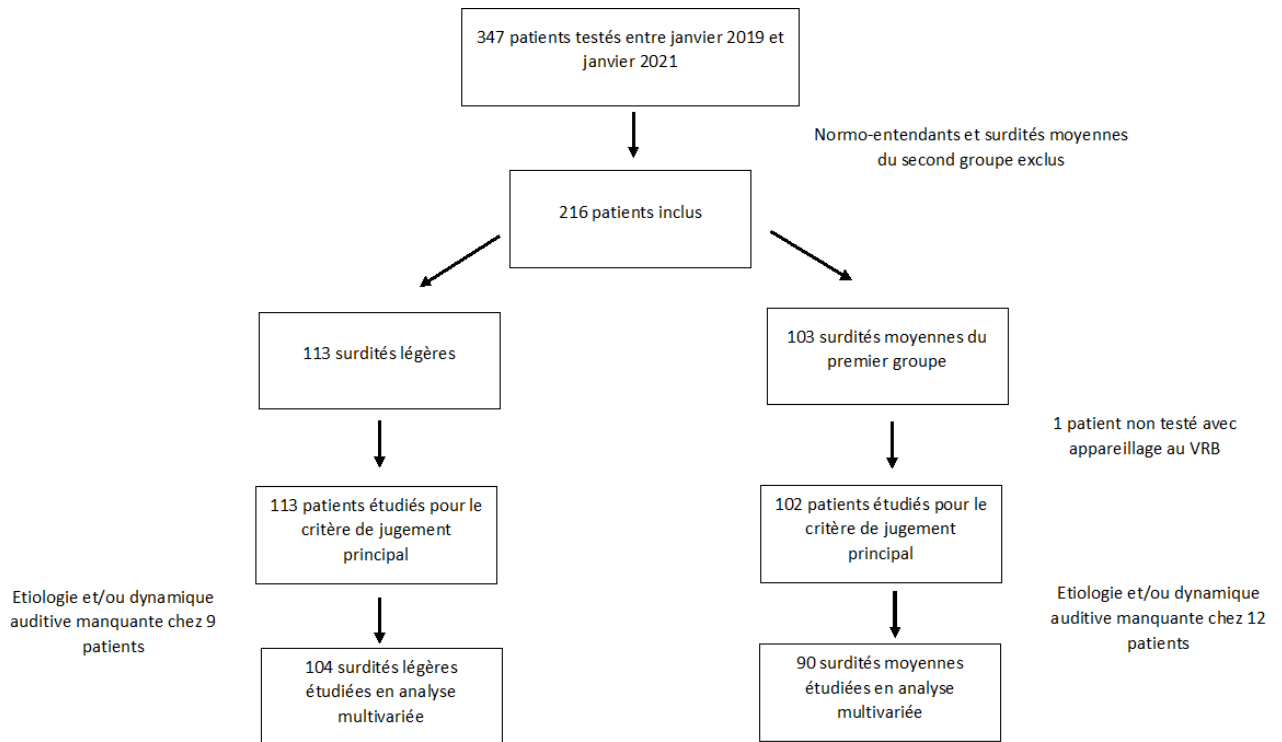 347 patients testés entre janvier 2019 et
janvier 2021
Normo-entendants et surdités moyennes
du second groupe exclus
216 patients inclus
113 surdités légères
103 surdités moyennes du
premier groupe
1 patient non testé avec
appareillage au VRB
113 patients étudiés pour le
critère de jugement
principal
102 patients étudiés pour le
critère de jugement
principal
Etiologie et/ou dynamique
auditive manquante chez 9
patients
Etiologie et/ou dynamique
auditive manquante chez 12
patients
104 surdités légères
étudiées en analyse
multivariée
90 surdités moyennes
étudiées en analyse
multivariée